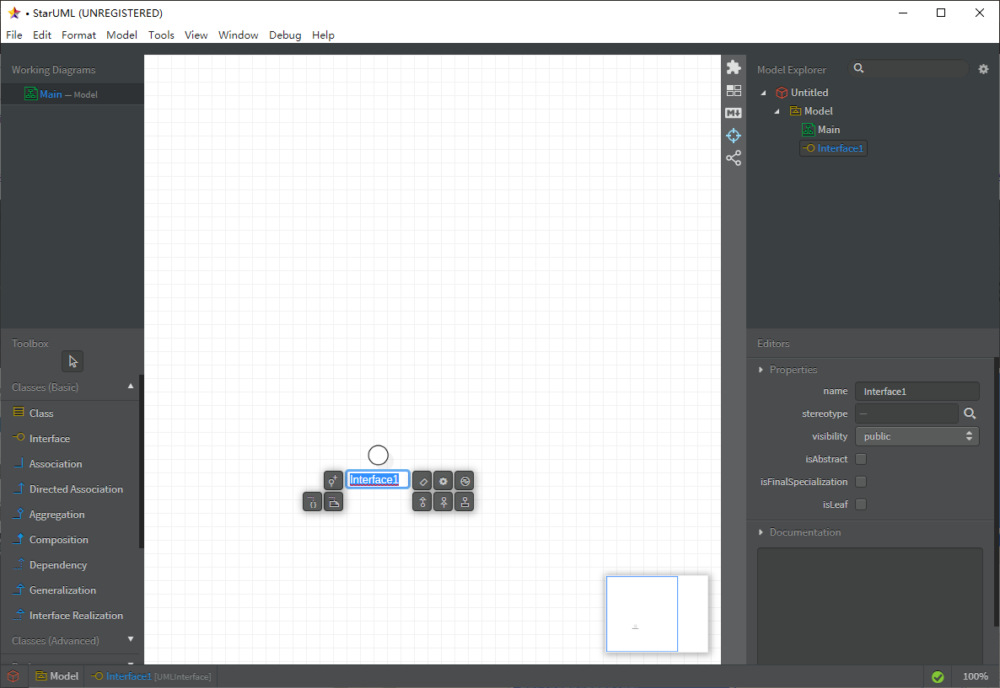 • StarUML (UNREGISTERED)
File Edit Format Model Tools View Window Debug Help
Working Diagrams
Main — Model
Toolbox
Classes (Basic)
Class
Interface
Association
Directed Association
Aggregation
Composition
Dependency
Generalization
Interface Realization
Classes (Advanced)
Interface1
M
Model Explorer
Untitled
Model
Main
Interface1
Editors
Properties
name Interface1
stereotype —
visibility public
isAbstract
isFinalSpecialization
isLeaf
Documentation
Model Interface1 [UMLInterface] 100%